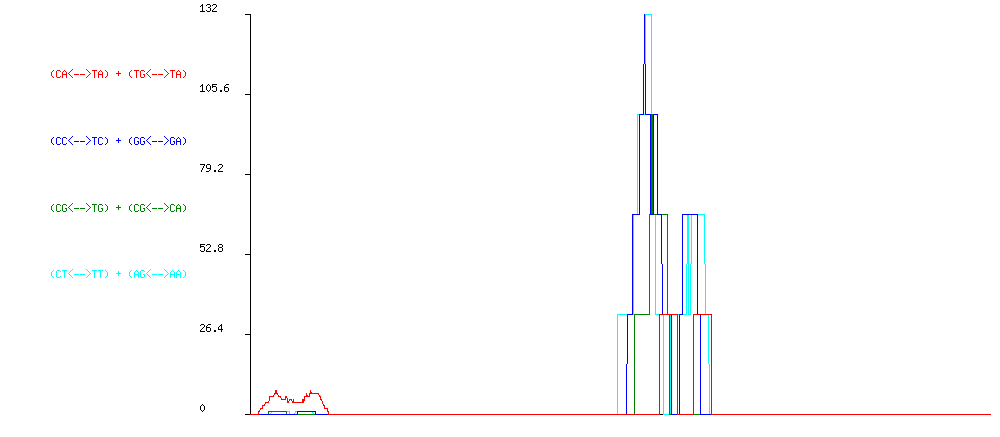 132
(CA<-->TA) + (TG<-->TA)
105.6
(CC<-->TC) + (GG<-->GA)
79.2
(CG<-->TG) + (CG<-->CA)
52.8
(CT<-->TT) + (AG<-->AA)
26.4
0